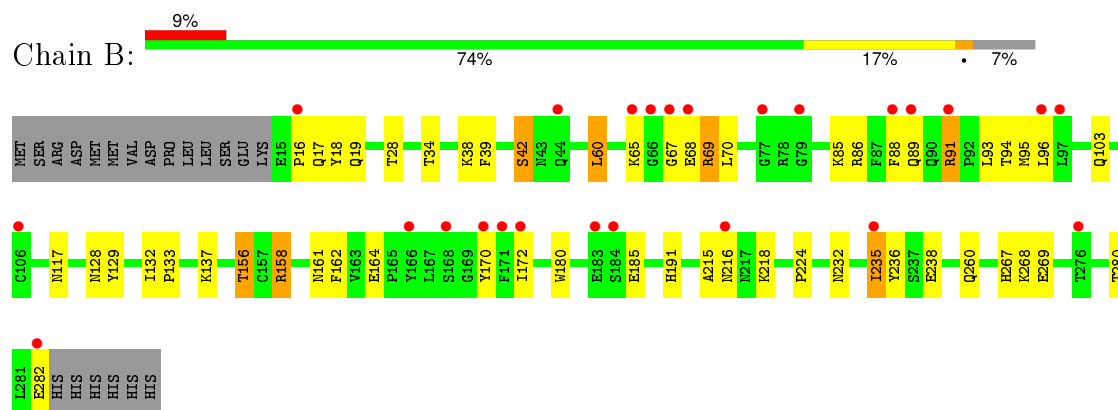 9%
Chain B:
74% 17% • 7%
MET SER ARG ASP MET MET VAL ASP PRO LEU LEU SER GLU LYS E15 P16 Q17 Y18 Q19 T28 T34 K38 F39 S42 N43 Q44 L60 K65 G66 G67 E68 R69 L70 G77 R78 G79 K85 R86 F87 F88 Q89 Q90 R91 P92 L93 T94 M95 L96 L97 Q103
C106 N117 N128 Y129 I132 P133 K137 T156 C157 R158 N161 F162 V163 E164 P165 Y166 L167 S168 G169 Y170 F171 I172 W180 E183 S184 E185 H191 A215 N216 N217 K218 P224 N232 I235 Y236 S237 E238 Q260 H267 K268 E269 T276 T280
L281 E282 HIS HIS HIS HIS HIS HIS